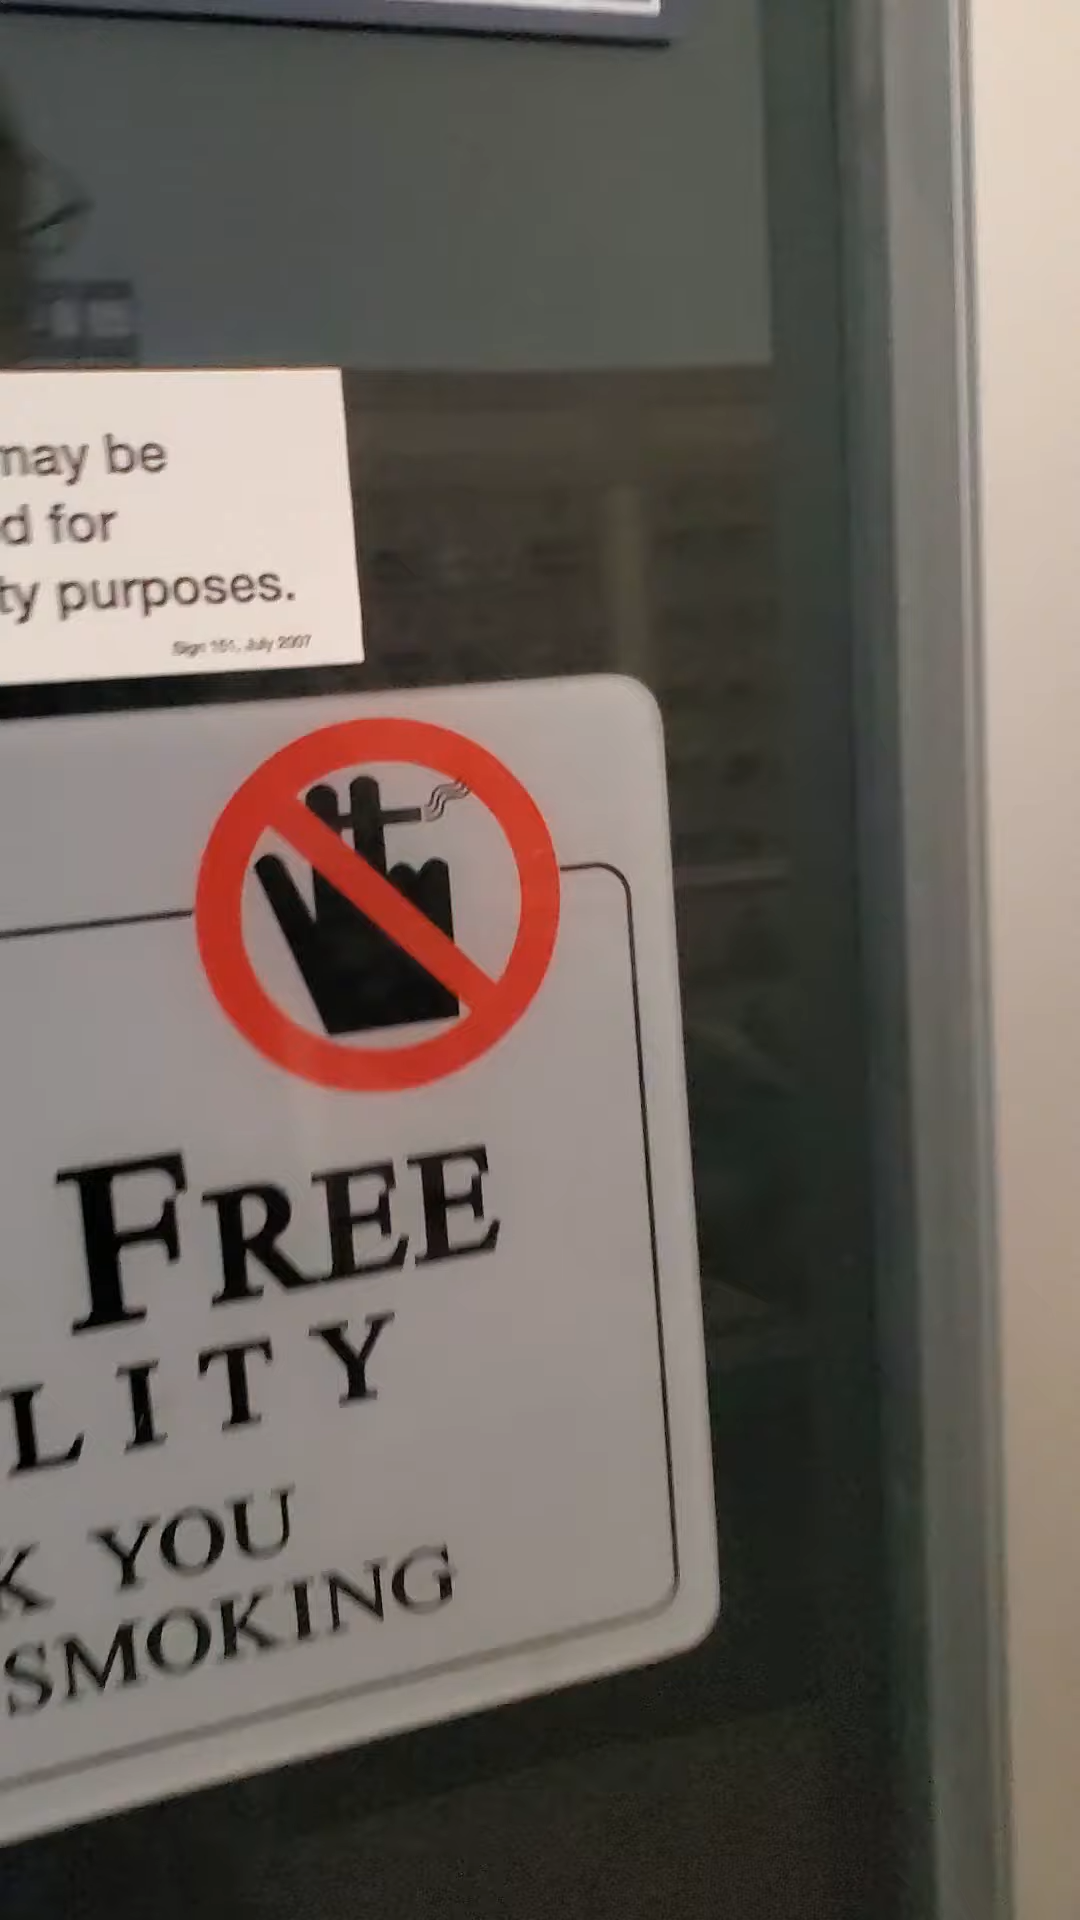 may be
d for
ty purposes.
Sign 151, July 2007
FREE
LITY
K YOU
SMOKING